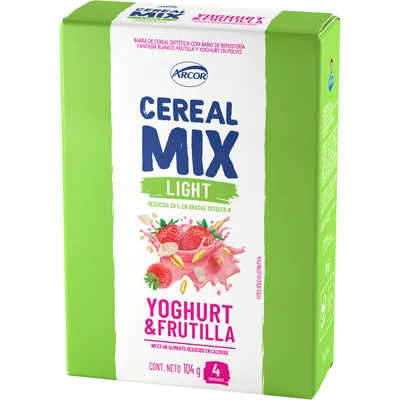 BARRA DE CEREAL DIETÉTICA CON BAÑO DE REPOSTERÍA
FANTASÍA BLANCO, FRUTILLA Y YOGHURT EN POLVO
ARCOR
CEREAL
MIX
LIGHT
REDUCIDA 20% EN GRASAS TOTALES #
YOGHURT
&FRUTILLA
NO ES UN ALIMENTO REDUCIDO EN CALORÍAS
CONT. NETO 104 g
4
UNIDADES
FOTO SÓLO ILUSTRATIVA